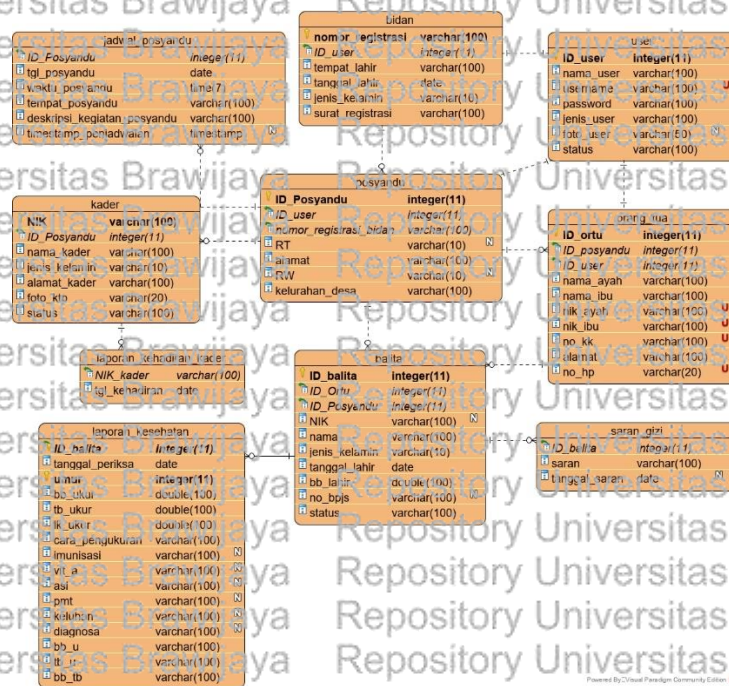 jadwal_posyandu
ID_Posyandu integer(11)
tgl_posyandu date
waktu_posyandu time(7)
tempat_posyandu varchar(100)
deskripsi_kegiatan_posyandu varchar(100)
timestamp_penjadwalan timestamp N
bidan
nomor_registrasi varchar(100)
ID_user integer(11)
tempat_lahir varchar(100)
tanggal_lahir date
jenis_kelamin varchar(10)
surat_registrasi varchar(100)
user
ID_user integer(11)
nama_user varchar(100)
username varchar(100) U
password varchar(100)
jenis_user varchar(100)
foto_user varchar(50) N
status varchar(100)
kader
NIK varchar(100)
ID_Posyandu integer(11)
nama_kader varchar(100)
jenis_kelamin varchar(10)
alamat_kader varchar(100)
foto_ktp varchar(20)
status varchar(100)
posyandu
ID_Posyandu integer(11)
ID_user integer(11)
nomor_registrasi_bidan varchar(100)
RT varchar(10) N
alamat varchar(100)
RW varchar(10) N
kelurahan_desa varchar(100)
orang_tua
ID_ortu integer(11)
ID_posyandu integer(11)
ID_user integer(11)
nama_ayah varchar(100)
nama_ibu varchar(100)
nik_ayah varchar(100) U
nik_ibu varchar(100) U
no_kk varchar(100) U
alamat varchar(100)
no_hp varchar(20) U
laporan_kehadiran_kader
NIK_kader varchar(100)
tgl_kehadiran date
balita
ID_balita integer(11)
ID_Ortu integer(11)
ID_Posyandu integer(11)
NIK varchar(100) N
nama varchar(100)
jenis_kelamin varchar(10)
tanggal_lahir date
bb_lahir double(100)
no_bpjs varchar(100) N
status varchar(100)
saran_gizi
ID_balita integer(11)
saran varchar(100)
tanggal_saran date N
laporan_kesehatan
ID_balita integer(11)
tanggal_periksa date
umur integer(11)
bb_ukur double(100)
tb_ukur double(100)
lk_ukur double(100)
cara_pengukuran varchar(100)
imunisasi varchar(100) N
vit_a varchar(100) N
asi varchar(100) N
pmt varchar(100) N
keluhan varchar(100) N
diagnosa varchar(100) N
bb_u varchar(100)
tb_u varchar(100)
bb_tb varchar(100)
Repository Universitas Brawijaya
Powered By Visual Paradigm Community Edition